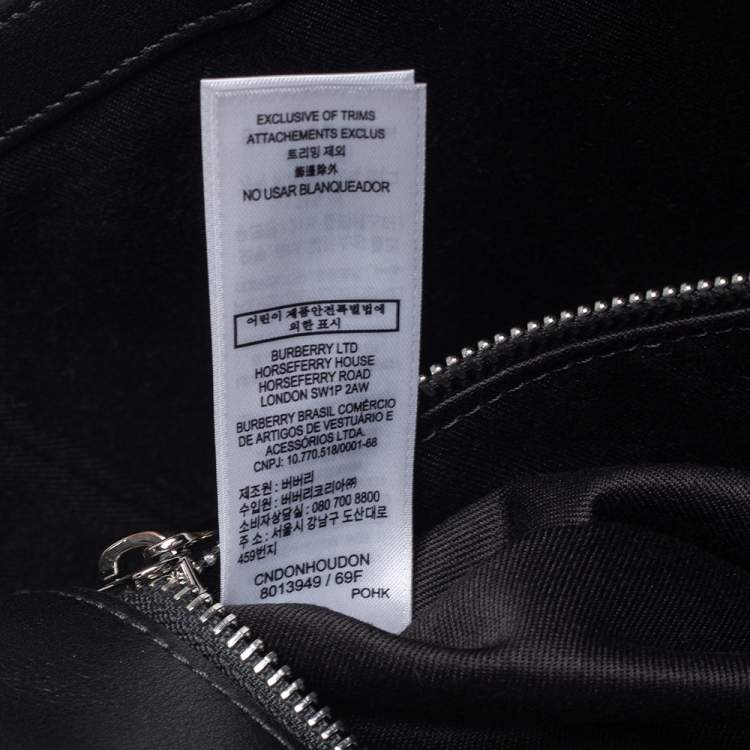 EXCLUSIVE OF TRIMS
ATTACHEMENTS EXCLUS
트리밍 제외
飾邊除外
NO USAR BLANQUEADOR
어린이 제품안전특별법에
의한 표시
BURBERRY LTD
HORSEFERRY HOUSE
HORSEFERRY ROAD
LONDON SW1P 2AW
BURBERRY BRASIL COMÉRCIO
DE ARTIGOS DE VESTUÁRIO E
ACESSÓRIOS LTDA.
CNPJ: 10.770.518/0001-68
제조원 : 버버리
수입원 : 버버리코리아㈜
소비자상담실 : 080 700 8800
주 소 : 서울시 강남구 도산대로
459번지
CNDONHOUDON
8013949 / 69F
POHK